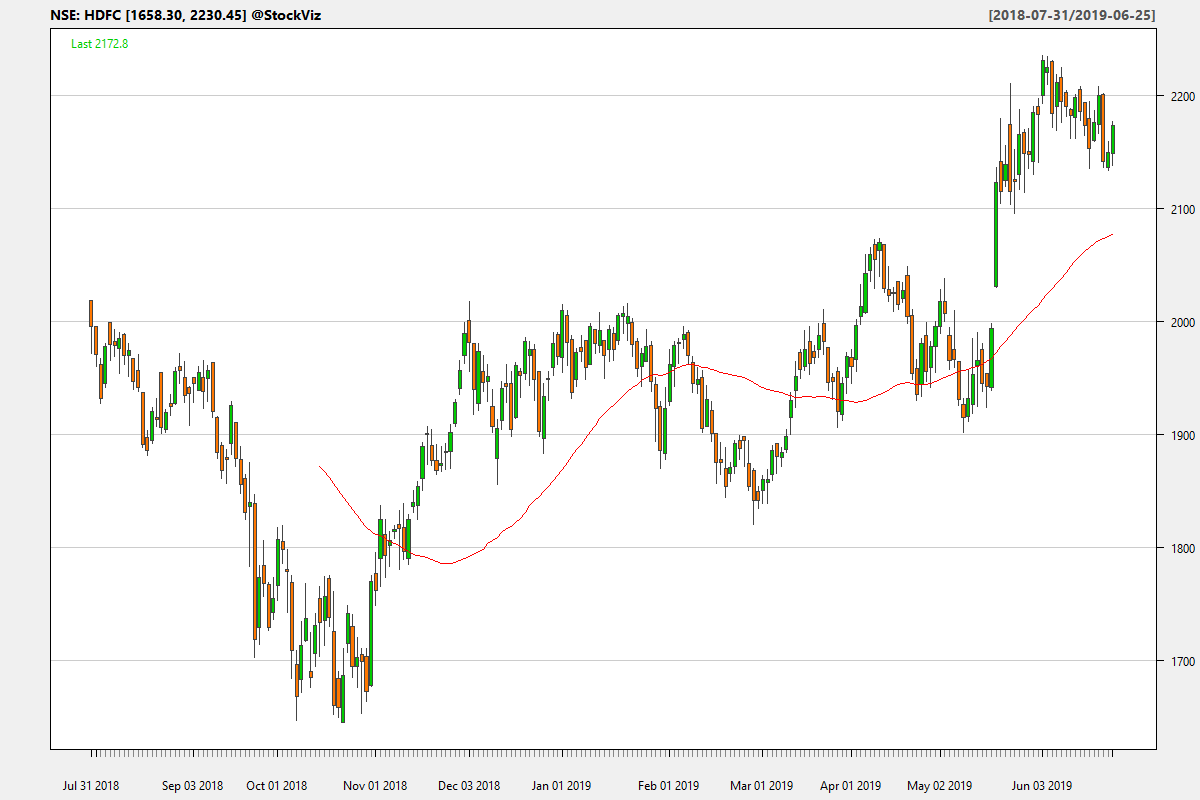 NSE: HDFC [1658.30, 2230.45] @StockViz [2018-07-31/2019-06-25]
Last 2172.8
2200
2100
2000
1900
1800
1700
Jul 31 2018 Sep 03 2018 Oct 01 2018 Nov 01 2018 Dec 03 2018 Jan 01 2019 Feb 01 2019 Mar 01 2019 Apr 01 2019 May 02 2019 Jun 03 2019